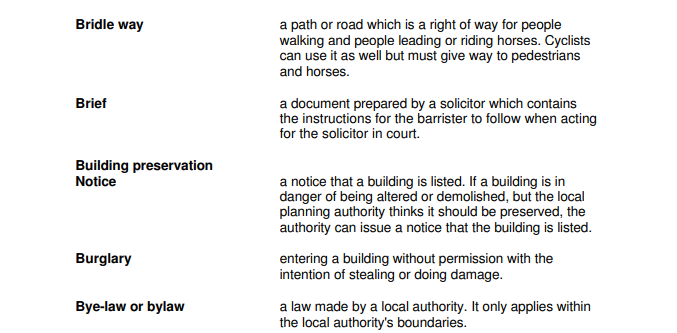 Bridle way a path or road which is a right of way for people
walking and people leading or riding horses. Cyclists
can use it as well but must give way to pedestrians
and horses.
Brief a document prepared by a solicitor which contains
the instructions for the barrister to follow when acting
for the solicitor in court.
Building preservation
Notice a notice that a building is listed. If a building is in
danger of being altered or demolished, but the local
planning authority thinks it should be preserved, the
authority can issue a notice that the building is listed.
Burglary entering a building without permission with the
intention of stealing or doing damage.
Bye-law or bylaw a law made by a local authority. It only applies within
the local authority's boundaries.